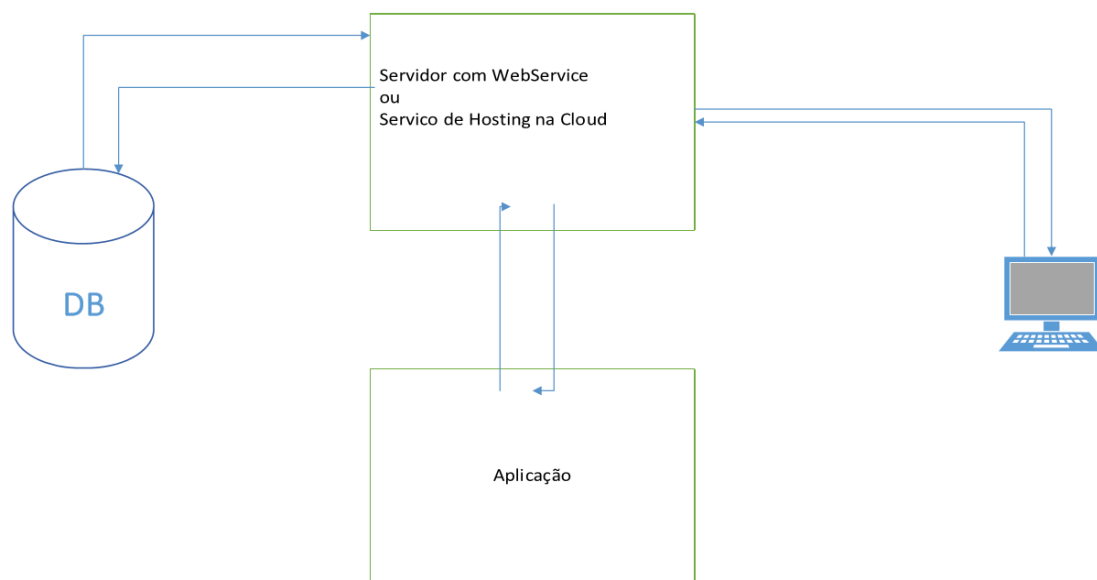 Servidor com WebService
ou
Servico de Hosting na Cloud
DB
Aplicação